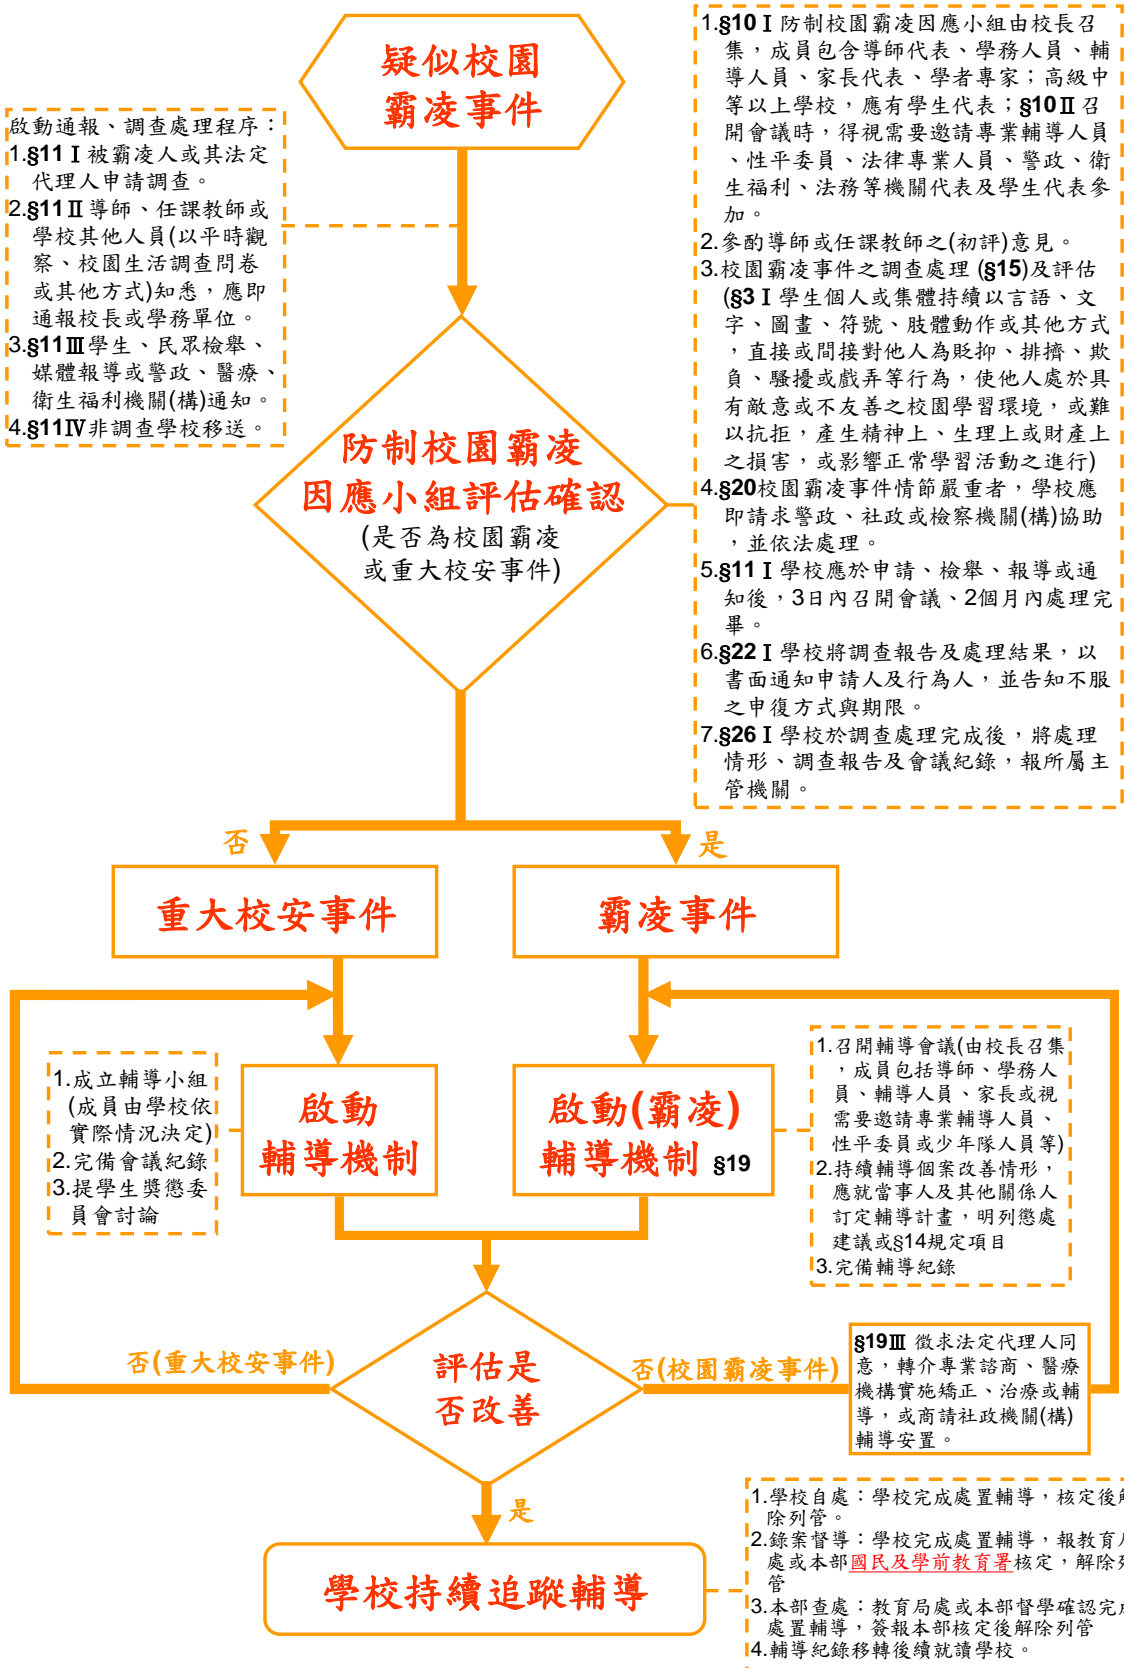 疑似校園
霸凌事件
啟動通報、調查處理程序：
1.§11Ⅰ被霸凌人或其法定
代理人申請調查。
2.§11Ⅱ導師、任課教師或
學校其他人員(以平時觀
察、校園生活調查問卷
或其他方式)知悉，應即
通報校長或學務單位。
3.§11Ⅲ學生、民眾檢舉、
媒體報導或警政、醫療、
衛生福利機關(構)通知。
4.§11Ⅳ非調查學校移送。
1.§10Ⅰ防制校園霸凌因應小組由校長召
集，成員包含導師代表、學務人員、輔
導人員、家長代表、學者專家；高級中
等以上學校，應有學生代表；§10Ⅱ召
開會議時，得視需要邀請專業輔導人員
、性平委員、法律專業人員、警政、衛
生福利、法務等機關代表及學生代表參
加。
2.參酌導師或任課教師之(初評)意見。
3.校園霸凌事件之調查處理 (§15)及評估
(§3Ⅰ學生個人或集體持續以言語、文
字、圖畫、符號、肢體動作或其他方式
，直接或間接對他人為貶抑、排擠、欺
負、騷擾或戲弄等行為，使他人處於具
有敵意或不友善之校園學習環境，或難
以抗拒，產生精神上、生理上或財產上
之損害，或影響正常學習活動之進行)
4.§20校園霸凌事件情節嚴重者，學校應
即請求警政、社政或檢察機關(構)協助
，並依法處理。
5.§11Ⅰ學校應於申請、檢舉、報導或通
知後，3日內召開會議、2個月內處理完
畢。
6.§22Ⅰ學校將調查報告及處理結果，以
書面通知申請人及行為人，並告知不服
之申復方式與期限。
7.§26Ⅰ學校於調查處理完成後，將處理
情形、調查報告及會議紀錄，報所屬主
管機關。
防制校園霸凌
因應小組評估確認
(是否為校園霸凌
或重大校安事件)
否
是
重大校安事件
霸凌事件
1.成立輔導小組
(成員由學校依
實際情況決定)
2.完備會議紀錄
3.提學生獎懲委
員會討論
啟動
輔導機制
啟動(霸凌)
輔導機制 §19
1.召開輔導會議(由校長召集
，成員包括導師、學務人
員、輔導人員、家長或視
需要邀請專業輔導人員、
性平委員或少年隊人員等)
2.持續輔導個案改善情形，
應就當事人及其他關係人
訂定輔導計畫，明列懲處
建議或§14規定項目
3.完備輔導紀錄
否(重大校安事件)
評估是
否改善
否(校園霸凌事件)
§19Ⅲ 徵求法定代理人同
意，轉介專業諮商、醫療
機構實施矯正、治療或輔
導，或商請社政機關(構)
輔導安置。
是
學校持續追蹤輔導
1.學校自處：學校完成處置輔導，核定後解
除列管。
2.錄案督導：學校完成處置輔導，報教育局
處或本部國民及學前教育署核定，解除列
管
3.本部查處：教育局處或本部督學確認完成
處置輔導，簽報本部核定後解除列管
4.輔導紀錄移轉後續就讀學校。